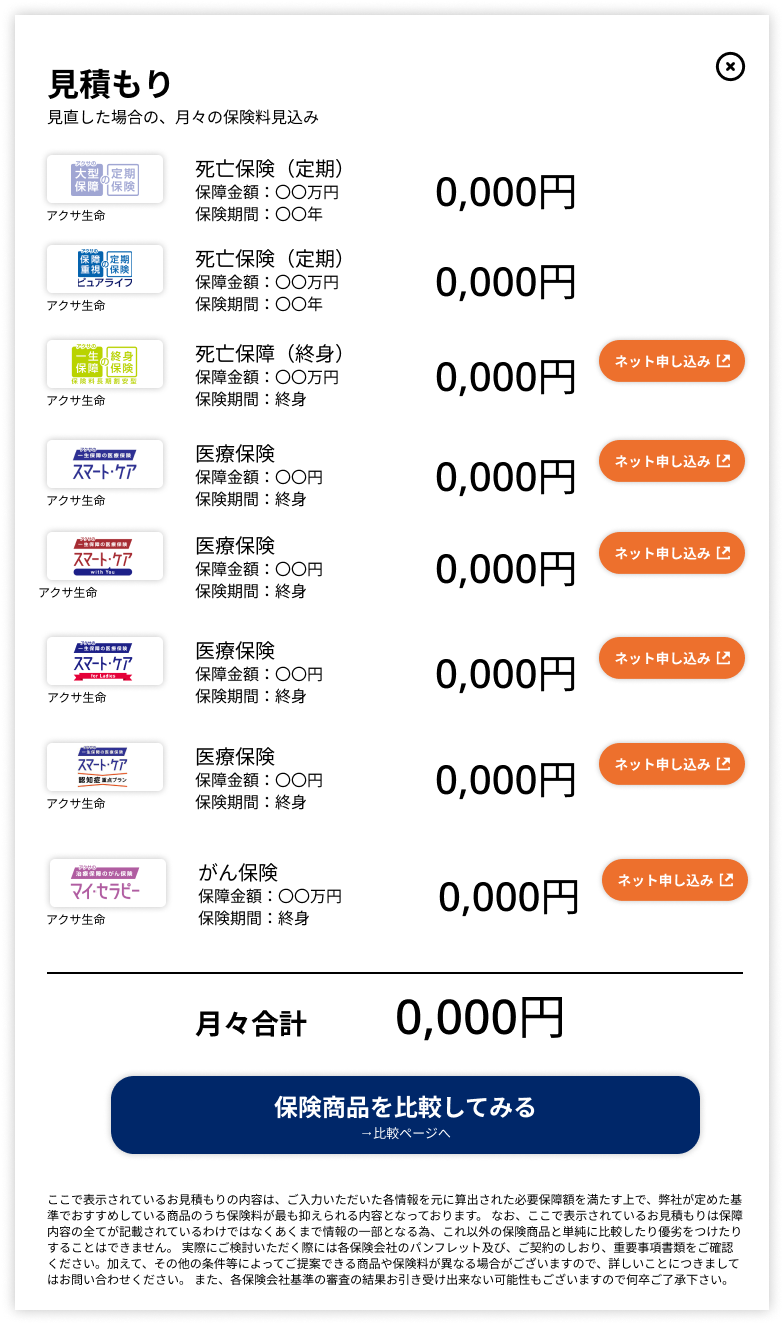 見積もり
見直した場合の、月々の保険料見込み
アクサの
大型保障の定期保険
アクサ生命
死亡保険（定期）
保障金額：〇〇万円
保険期間：〇〇年
0,000円
アクサの
保障重視の定期保険
ピュアライフ
アクサ生命
死亡保険（定期）
保障金額：〇〇万円
保険期間：〇〇年
0,000円
アクサの
一生保障の終身保険
保険料長期割安型
アクサ生命
死亡保障（終身）
保障金額：〇〇万円
保険期間：終身
0,000円
ネット申し込み
アクサの
一生保障の医療保険
スマート・ケア
アクサ生命
医療保険
保障金額：〇〇円
保険期間：終身
0,000円
ネット申し込み
アクサの
一生保障の医療保険
スマート・ケア
with You
アクサ生命
医療保険
保障金額：〇〇円
保険期間：終身
0,000円
ネット申し込み
アクサの
一生保障の医療保険
スマート・ケア
for Ladies
アクサ生命
医療保険
保障金額：〇〇円
保険期間：終身
0,000円
ネット申し込み
アクサの
一生保障の医療保険
スマート・ケア
認知症重点プラン
アクサ生命
医療保険
保障金額：〇〇円
保険期間：終身
0,000円
ネット申し込み
アクサの
治療保障のがん保険
マイ・セラピー
アクサ生命
がん保険
保障金額：〇〇万円
保険期間：終身
0,000円
ネット申し込み
月々合計
0,000円
保険商品を比較してみる
→比較ページへ
ここで表示されているお見積もりの内容は、ご入力いただいた各情報を元に算出された必要保障額を満たす上で、弊社が定めた基
準でおすすめしている商品のうち保険料が最も抑えられる内容となっております。 なお、ここで表示されているお見積もりは保障
内容の全てが記載されているわけではなくあくまで情報の一部となる為、これ以外の保険商品と単純に比較したり優劣をつけたり
することはできません。 実際にご検討いただく際には各保険会社のパンフレット及び、ご契約のしおり、重要事項書類をご確認
ください。加えて、その他の条件等によってご提案できる商品や保険料が異なる場合がございますので、詳しいことにつきまして
はお問い合わせください。 また、各保険会社基準の審査の結果お引き受け出来ない可能性もございますので何卒ご了承下さい。